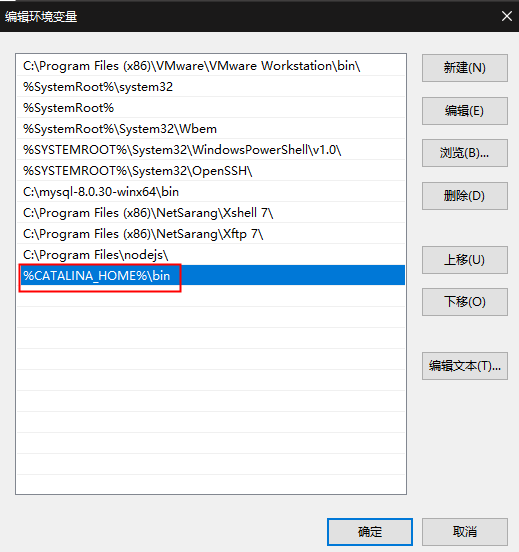 编辑环境变量
C:\Program Files (x86)\VMware\VMware Workstation\bin\
%SystemRoot%\system32
%SystemRoot%
%SystemRoot%\System32\Wbem
%SYSTEMROOT%\System32\WindowsPowerShell\v1.0\
%SYSTEMROOT%\System32\OpenSSH\
C:\mysql-8.0.30-winx64\bin
C:\Program Files (x86)\NetSarang\Xshell 7\
C:\Program Files (x86)\NetSarang\Xftp 7\
C:\Program Files\nodejs\
%CATALINA_HOME%\bin
新建(N)
编辑(E)
浏览(B)...
删除(D)
上移(U)
下移(O)
编辑文本(T)...
确定
取消